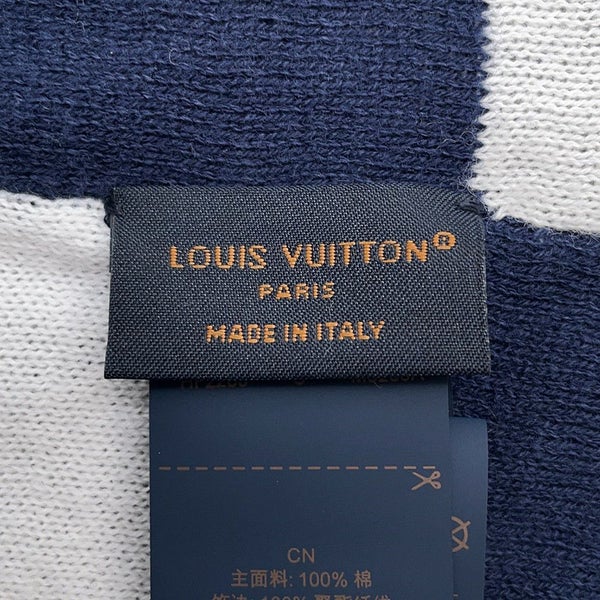 LOUIS VUITTON®
PARIS
MADE IN ITALY
CN
主面料: 100% 棉